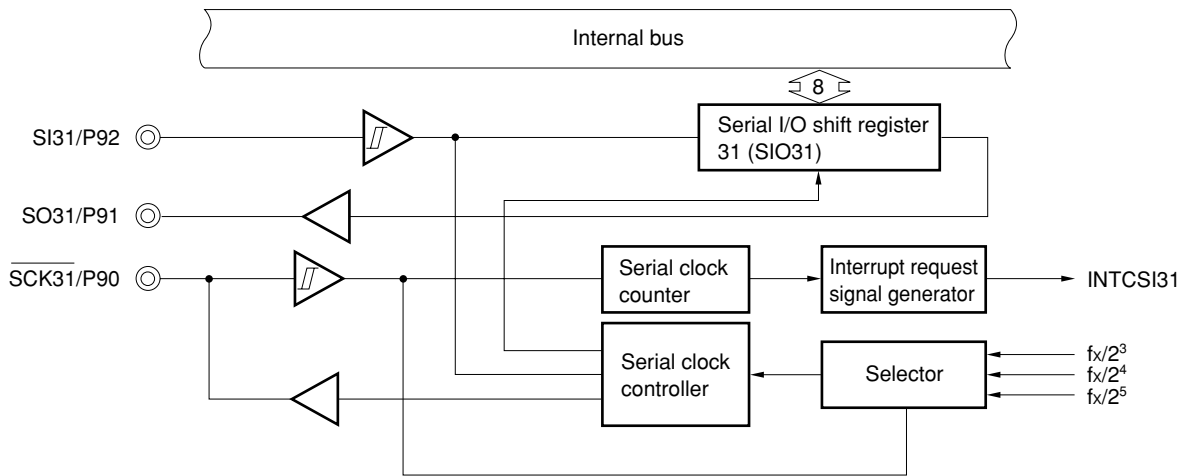 Internal bus
8
SI31/P92
Serial I/O shift register
31 (SIO31)
SO31/P91
SCK31/P90
Serial clock
counter
Interrupt request
signal generator
INTCSI31
Serial clock
controller
Selector
fx/2³
fx/2⁴
fx/2⁵